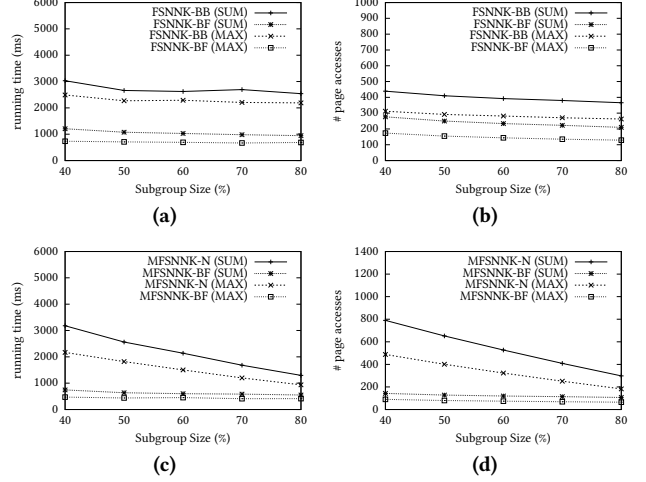 FSNNK-BB (SUM)
FSNNK-BF (SUM)
FSNNK-BB (MAX)
FSNNK-BF (MAX)
6000
5000
4000
3000
2000
1000
0
running time (ms)
40 50 60 70 80
Subgroup Size (%)
(a)
FSNNK-BB (SUM)
FSNNK-BF (SUM)
FSNNK-BB (MAX)
FSNNK-BF (MAX)
1000
900
800
700
600
500
400
300
200
100
0
# page accesses
40 50 60 70 80
Subgroup Size (%)
(b)
MFSNNK-N (SUM)
MFSNNK-BF (SUM)
MFSNNK-N (MAX)
MFSNNK-BF (MAX)
6000
5000
4000
3000
2000
1000
0
running time (ms)
40 50 60 70 80
Subgroup Size (%)
(c)
MFSNNK-N (SUM)
MFSNNK-BF (SUM)
MFSNNK-N (MAX)
MFSNNK-BF (MAX)
1400
1200
1000
800
600
400
200
0
# page accesses
40 50 60 70 80
Subgroup Size (%)
(d)